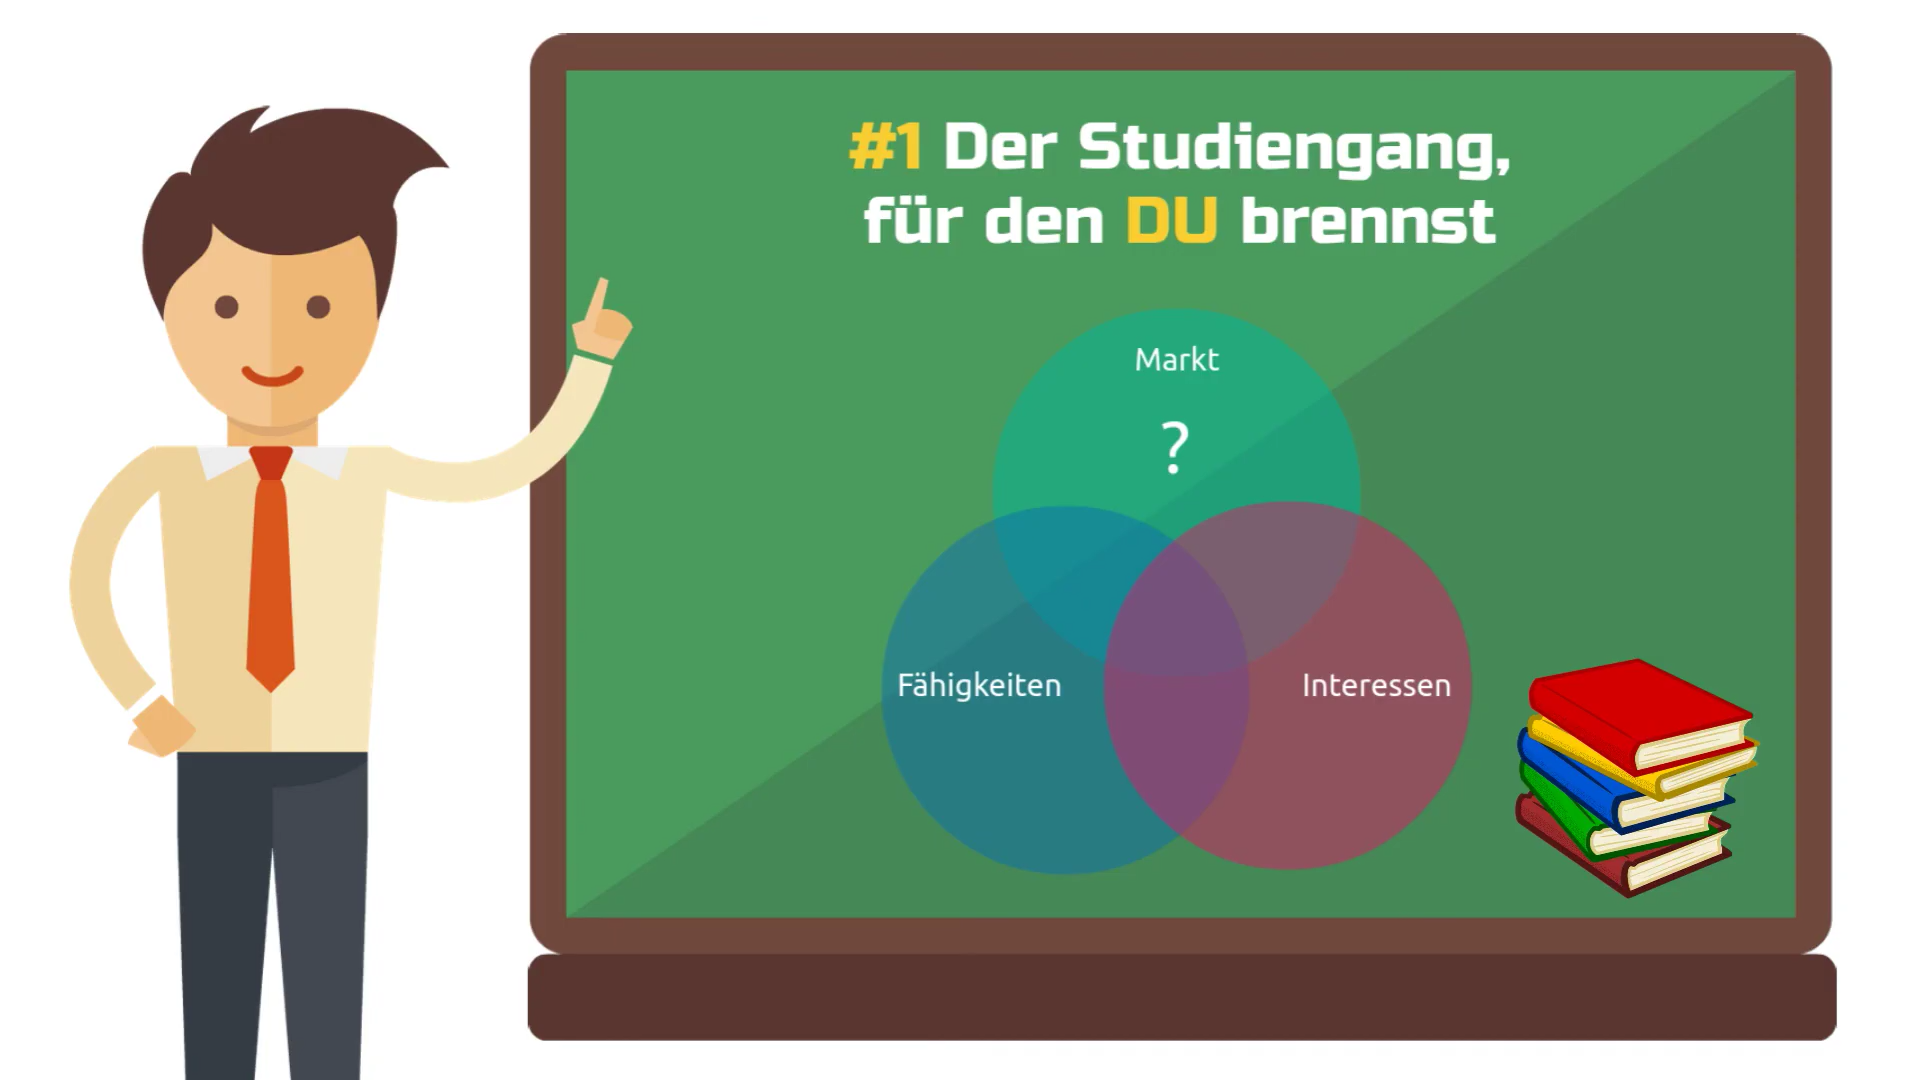 #1 Der Studiengang,
für den DU brennst
Markt
?
Fähigkeiten
Interessen